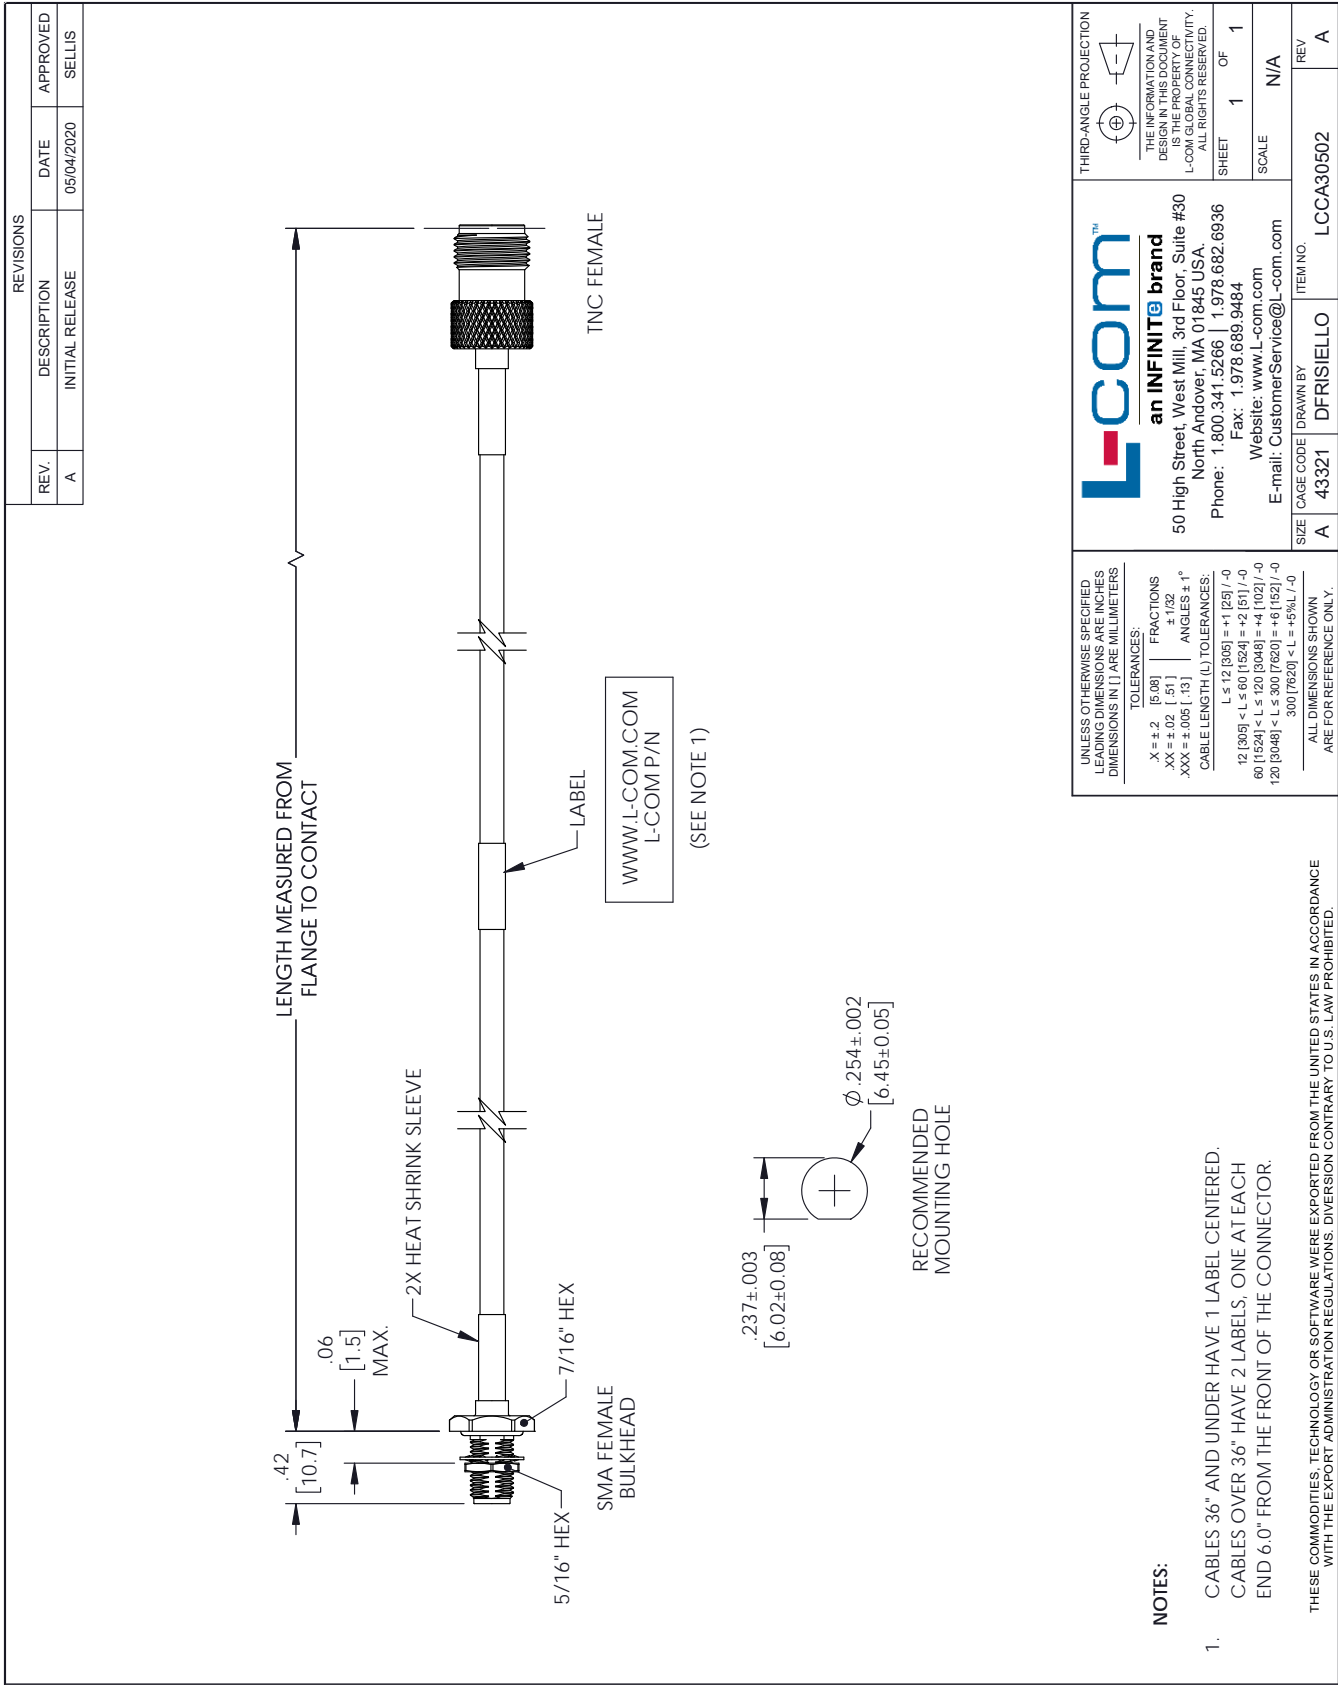 REVISIONS
REV. DESCRIPTION DATE APPROVED
A INITIAL RELEASE 05/04/2020 SELLIS
LENGTH MEASURED FROM
FLANGE TO CONTACT
.42
[10.7]
.06
[1.5]
MAX.
2X HEAT SHRINK SLEEVE
5/16" HEX
7/16" HEX
SMA FEMALE
BULKHEAD
LABEL
WWW.L-COM.COM
L-COM P/N
(SEE NOTE 1)
TNC FEMALE
.237±.003
[6.02±0.08]
Ø .254±.002
[6.45±0.05]
RECOMMENDED
MOUNTING HOLE
NOTES:
1. CABLES 36" AND UNDER HAVE 1 LABEL CENTERED.
CABLES OVER 36" HAVE 2 LABELS, ONE AT EACH
END 6.0" FROM THE FRONT OF THE CONNECTOR.
THESE COMMODITIES, TECHNOLOGY OR SOFTWARE WERE EXPORTED FROM THE UNITED STATES IN ACCORDANCE
WITH THE EXPORT ADMINISTRATION REGULATIONS. DIVERSION CONTRARY TO U.S. LAW PROHIBITED.
UNLESS OTHERWISE SPECIFIED
LEADING DIMENSIONS ARE INCHES
DIMENSIONS IN [ ] ARE MILLIMETERS
TOLERANCES:
.X = ±.2 [5.08] FRACTIONS
.XX = ±.02 [.51] ± 1/32
.XXX = ±.005 [.13] ANGLES ± 1°
CABLE LENGTH (L) TOLERANCES:
L ≤ 12 [305] = +1 [25] / -0
12 [305] < L ≤ 60 [1524] = +2 [51] / -0
60 [1524] < L ≤ 120 [3048] = +4 [102] / -0
120 [3048] < L ≤ 300 [7620] = +6 [152] / -0
300 [7620] < L = +5%L / -0
ALL DIMENSIONS SHOWN
ARE FOR REFERENCE ONLY.
L-com™
an INFINITe brand
50 High Street, West Mill, 3rd Floor, Suite #30
North Andover, MA 01845 USA.
Phone: 1.800.341.5266 | 1.978.682.6936
Fax: 1.978.689.9484
Website: www.L-com.com
E-mail: CustomerService@L-com.com
THIRD-ANGLE PROJECTION
THE INFORMATION AND
DESIGN IN THIS DOCUMENT
IS THE PROPERTY OF
L-COM GLOBAL CONNECTIVITY.
ALL RIGHTS RESERVED.
SHEET 1 OF 1
SCALE N/A
SIZE CAGE CODE DRAWN BY ITEM NO. REV
A 43321 DFRISIELLO LCCA30502 A